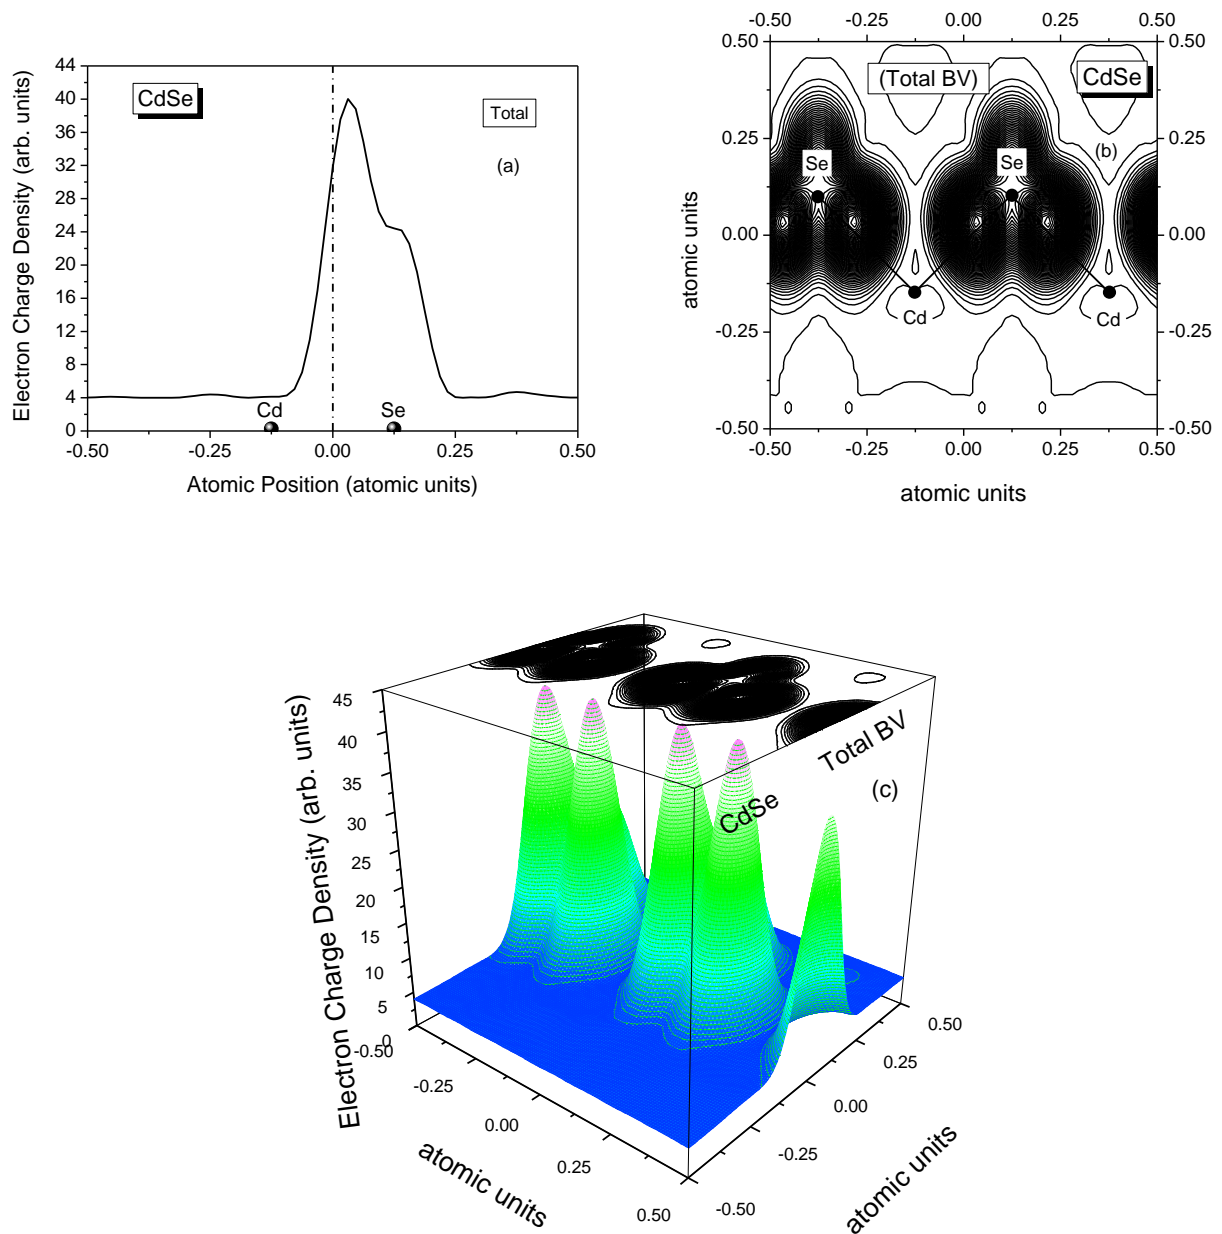 CdSe
Total
(a)
Electron Charge Density (arb. units)
44
40
36
32
28
24
20
16
12
8
4
0
Cd
Se
-0.50
-0.25
0.00
0.25
0.50
Atomic Position (atomic units)
-0.50
-0.25
0.00
0.25
0.50
0.50
0.25
0.00
-0.25
-0.50
atomic units
(Total BV)
CdSe
(b)
Se
Se
Cd
Cd
0.50
0.25
0.00
-0.25
-0.50
-0.50
-0.25
0.00
0.25
0.50
atomic units
Electron Charge Density (arb. units)
45
40
35
30
25
20
15
10
5
0
Total BV
CdSe
(c)
-0.50
-0.25
0.00
0.25
0.50
atomic units
-0.50
-0.25
0.00
0.25
0.50
atomic units